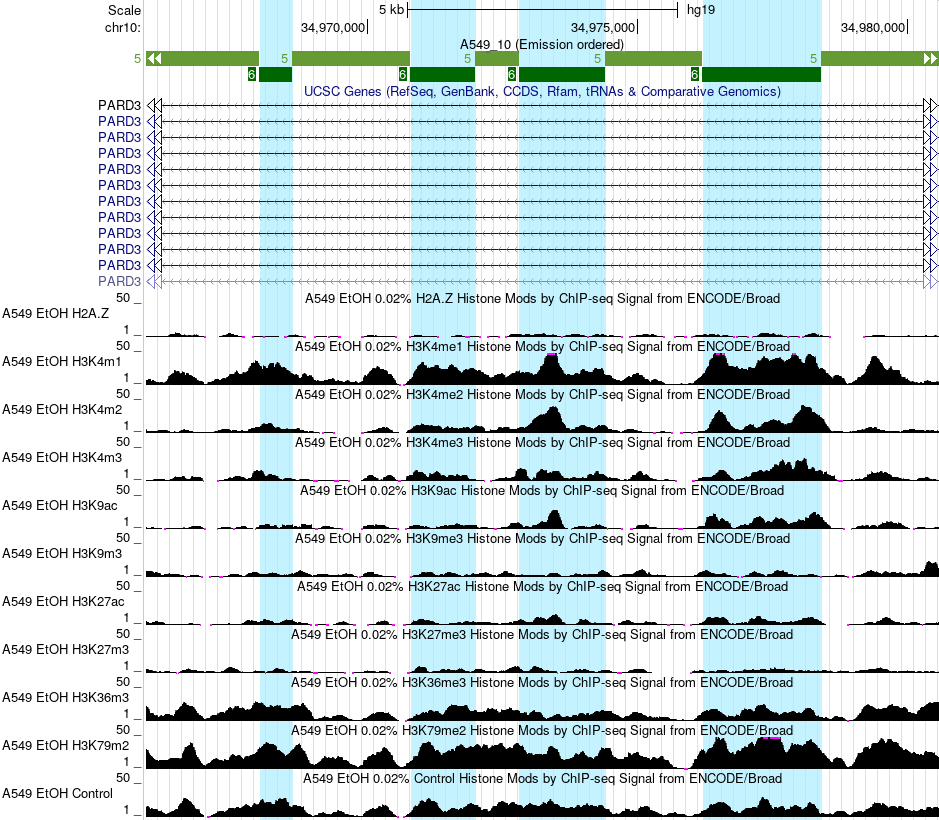 Scale 5 kb hg19
chr10: 34,970,000 34,975,000 34,980,000
A549_10 (Emission ordered)
5 5 5 5 5
6 6 6 6
UCSC Genes (RefSeq, GenBank, CCDS, Rfam, tRNAs & Comparative Genomics)
PARD3
PARD3
PARD3
PARD3
PARD3
PARD3
PARD3
PARD3
PARD3
PARD3
PARD3
PARD3
50 _ A549 EtOH 0.02% H2A.Z Histone Mods by ChIP-seq Signal from ENCODE/Broad
A549 EtOH H2A.Z
1 _
50 _ A549 EtOH 0.02% H3K4me1 Histone Mods by ChIP-seq Signal from ENCODE/Broad
A549 EtOH H3K4m1
1 _
50 _ A549 EtOH 0.02% H3K4me2 Histone Mods by ChIP-seq Signal from ENCODE/Broad
A549 EtOH H3K4m2
1 _
50 _ A549 EtOH 0.02% H3K4me3 Histone Mods by ChIP-seq Signal from ENCODE/Broad
A549 EtOH H3K4m3
1 _
50 _ A549 EtOH 0.02% H3K9ac Histone Mods by ChIP-seq Signal from ENCODE/Broad
A549 EtOH H3K9ac
1 _
50 _ A549 EtOH 0.02% H3K9me3 Histone Mods by ChIP-seq Signal from ENCODE/Broad
A549 EtOH H3K9m3
1 _
50 _ A549 EtOH 0.02% H3K27ac Histone Mods by ChIP-seq Signal from ENCODE/Broad
A549 EtOH H3K27ac
1 _
50 _ A549 EtOH 0.02% H3K27me3 Histone Mods by ChIP-seq Signal from ENCODE/Broad
A549 EtOH H3K27m3
1 _
50 _ A549 EtOH 0.02% H3K36me3 Histone Mods by ChIP-seq Signal from ENCODE/Broad
A549 EtOH H3K36m3
1 _
50 _ A549 EtOH 0.02% H3K79me2 Histone Mods by ChIP-seq Signal from ENCODE/Broad
A549 EtOH H3K79m2
1 _
50 _ A549 EtOH 0.02% Control Histone Mods by ChIP-seq Signal from ENCODE/Broad
A549 EtOH Control
1 _